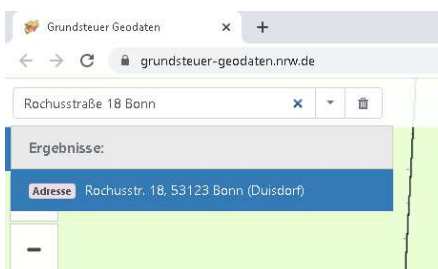 Grundsteuer Geodaten
grundsteuer-geodaten.nrw.de
Rochusstraße 18 Bonn
Ergebnisse:
Adresse Rochusstr. 18, 53123 Bonn (Duisdorf)